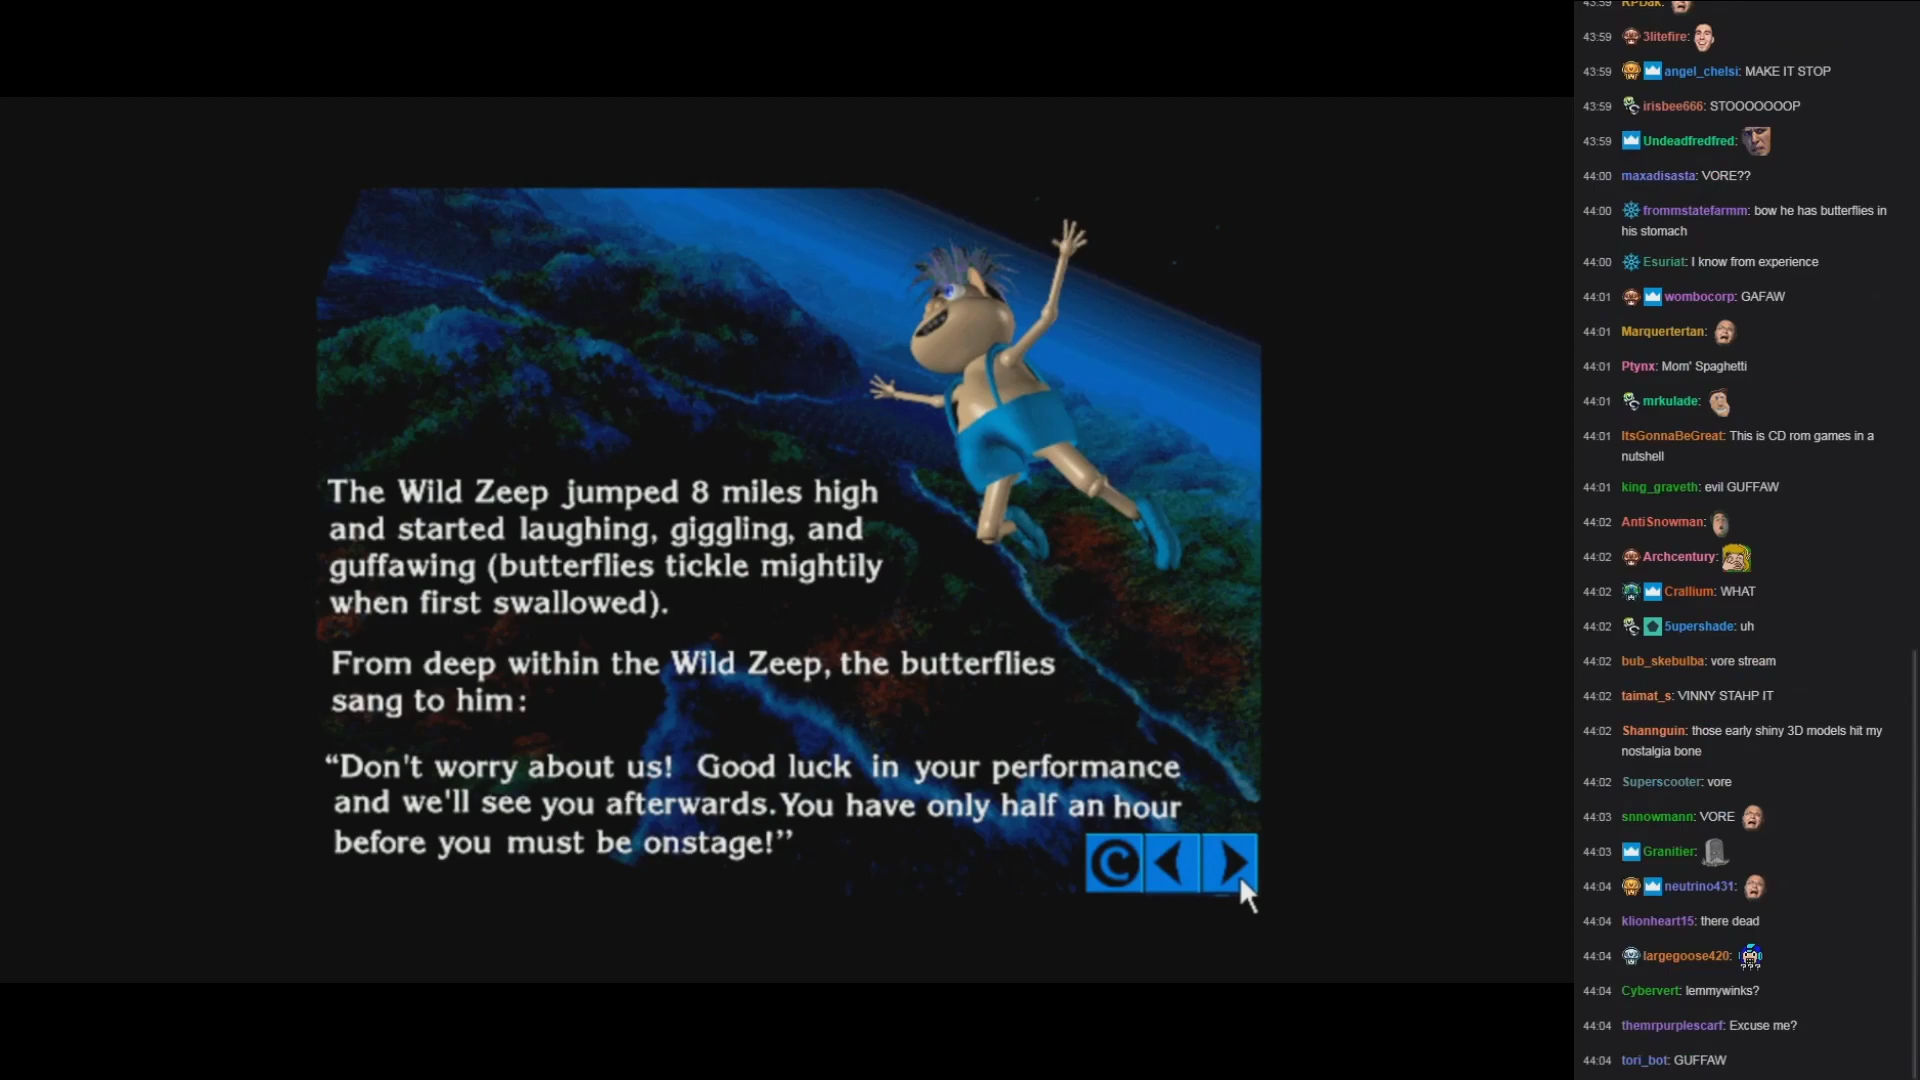 The Wild Zeep jumped 8 miles high
and started laughing, giggling, and
guffawing (butterflies tickle mightily
when first swallowed).
From deep within the Wild Zeep, the butterflies
sang to him:
“Don't worry about us! Good luck in your performance
and we'll see you afterwards. You have only half an hour
before you must be onstage!”
C
43:59 RPBak:
43:59 3litefire:
43:59 angel_chelsi: MAKE IT STOP
43:59 irisbee666: STOOOOOOOP
43:59 Undeadfredfred:
44:00 maxadisasta: VORE??
44:00 frommstatefarmm: bow he has butterflies in
his stomach
44:00 Esuriat: I know from experience
44:01 wombocorp: GAFAW
44:01 Marquertertan:
44:01 Ptynx: Mom' Spaghetti
44:01 mrkulade:
44:01 ItsGonnaBeGreat: This is CD rom games in a
nutshell
44:01 king_graveth: evil GUFFAW
44:02 AntiSnowman:
44:02 Archcentury:
44:02 Crallium: WHAT
44:02 5upershade: uh
44:02 bub_skebulba: vore stream
44:02 taimat_s: VINNY STAHP IT
44:02 Shannguin: those early shiny 3D models hit my
nostalgia bone
44:02 Superscooter: vore
44:03 snnowmann: VORE
44:03 Granitier:
44:04 neutrino431:
44:04 klionheart15: there dead
44:04 largegoose420:
44:04 Cybervert: lemmywinks?
44:04 themrpurplescarf: Excuse me?
44:04 tori_bot: GUFFAW